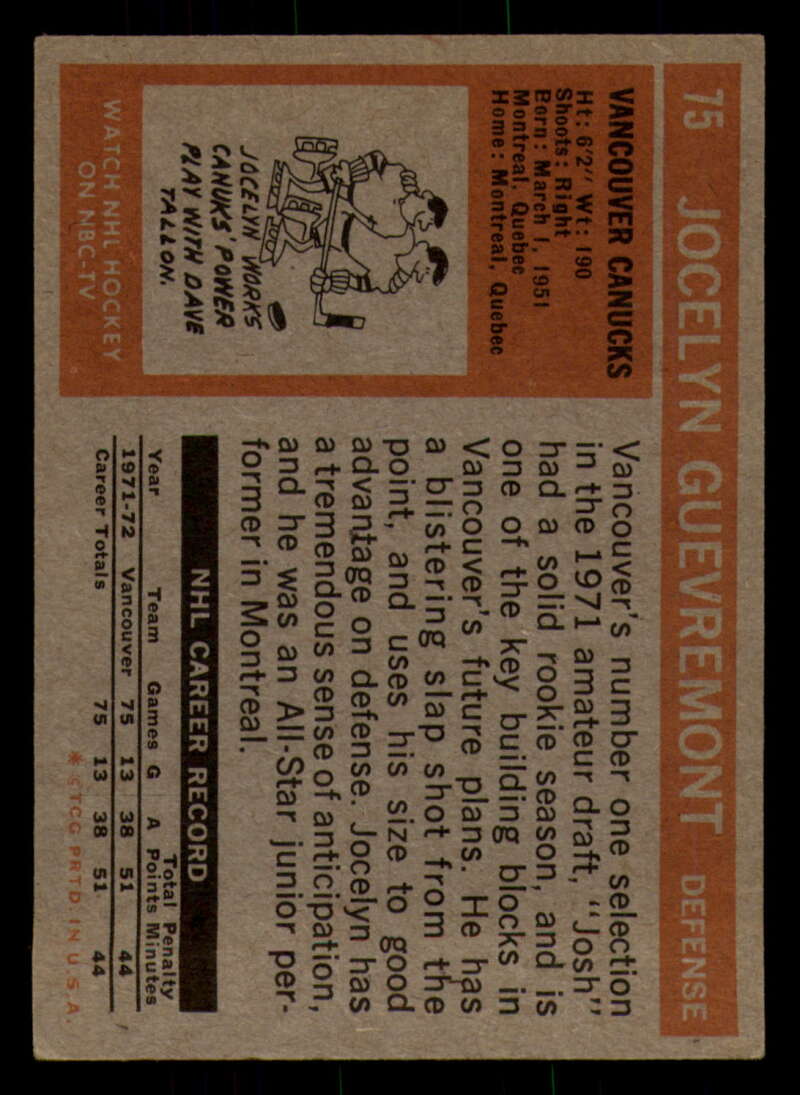 75 JOCELYN GUEVREMONT DEFENSE
VANCOUVER CANUCKS
Ht: 6'2" Wt: 190
Shoots: Right
Born: March 1, 1951
Montreal, Quebec
Home: Montreal, Quebec
JOCELYN WORKS
CANUKS' POWER
PLAY WITH DAVE
TALLON.
WATCH NHL HOCKEY
ON NBC-TV
Vancouver's number one selection
in the 1971 amateur draft, "Josh"
had a solid rookie season, and is
one of the key building blocks in
Vancouver's future plans. He has
a blistering slap shot from the
point, and uses his size to good
advantage on defense. Jocelyn has
a tremendous sense of anticipation,
and he was an All-Star junior per-
former in Montreal.
NHL CAREER RECORD
Total Penalty
Year Team Games G A Points Minutes
1971-72 Vancouver 75 13 38 51 44
Career Totals 75 13 38 51 44
* © TCG PRTD. IN U.S.A.